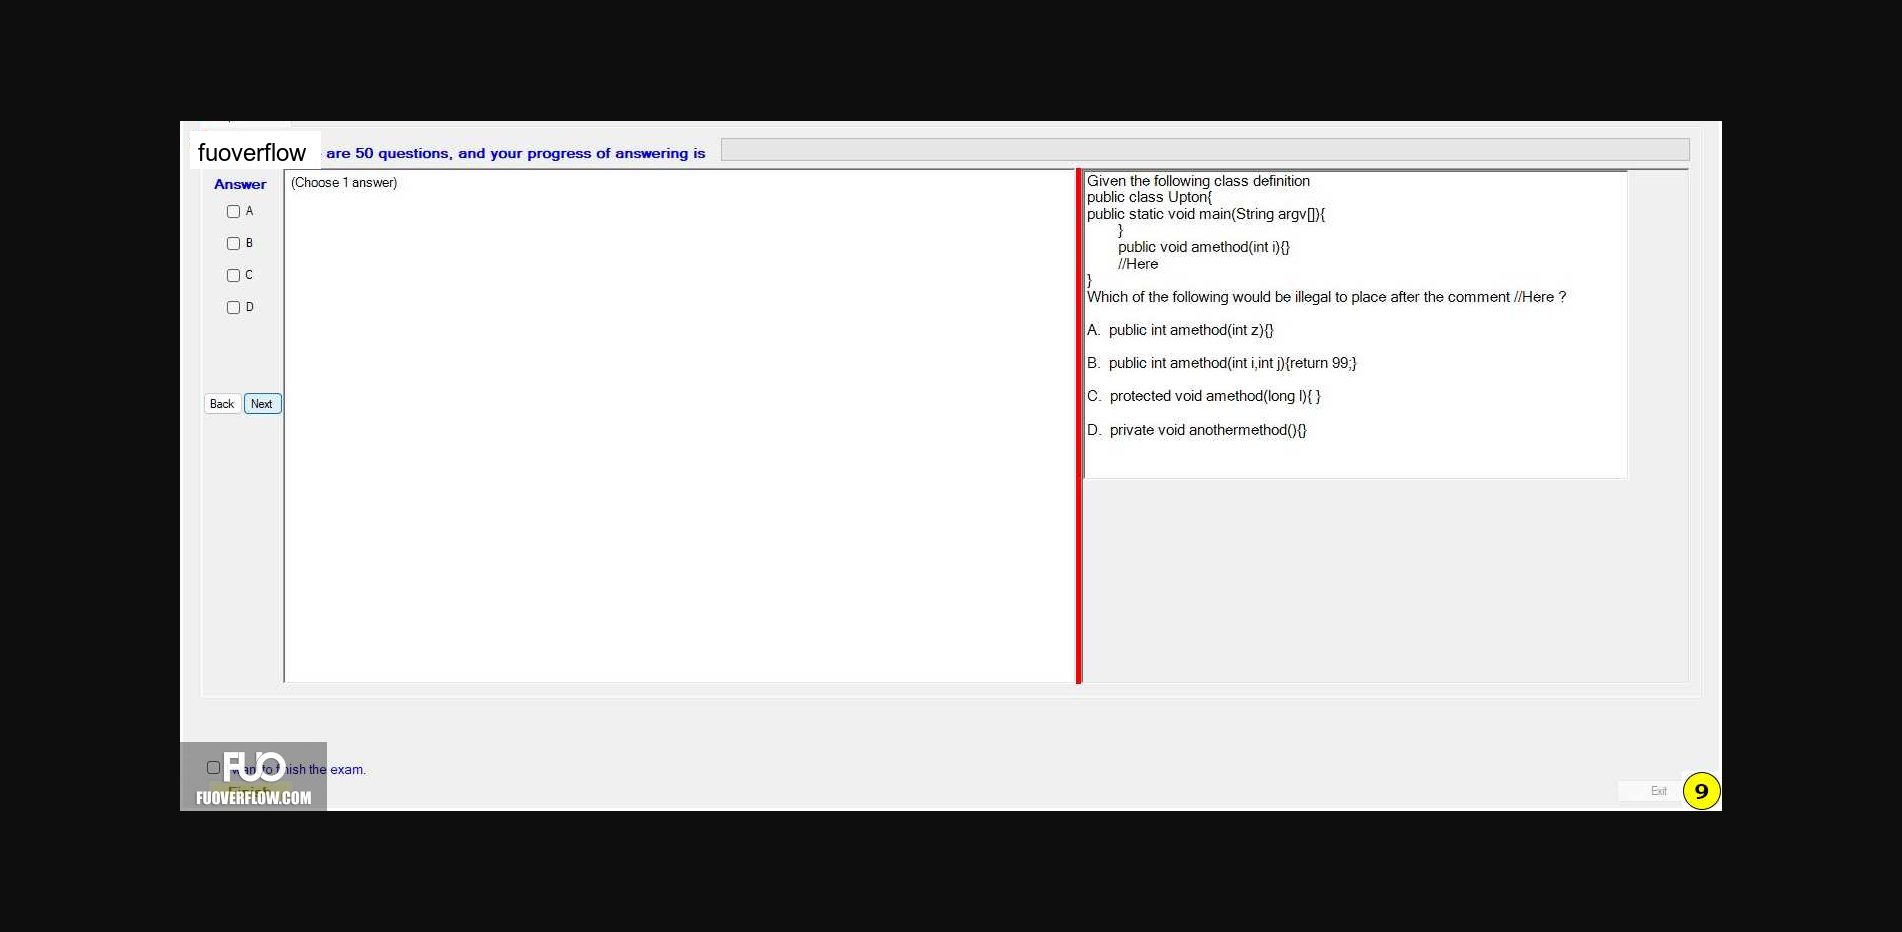 fuoverflow are 50 questions, and your progress of answering is
Answer
A
B
C
D
Back Next
(Choose 1 answer)
Given the following class definition
public class Upton{
public static void main(String argv[]){
}
public void amethod(int i){}
//Here
}
Which of the following would be illegal to place after the comment //Here ?
A. public int amethod(int z){}
B. public int amethod(int i,int j){return 99;}
C. protected void amethod(long l){ }
D. private void anothermethod(){}
FUO
want to finish the exam.
Finish
FUOVERFLOW.COM
Exit
9